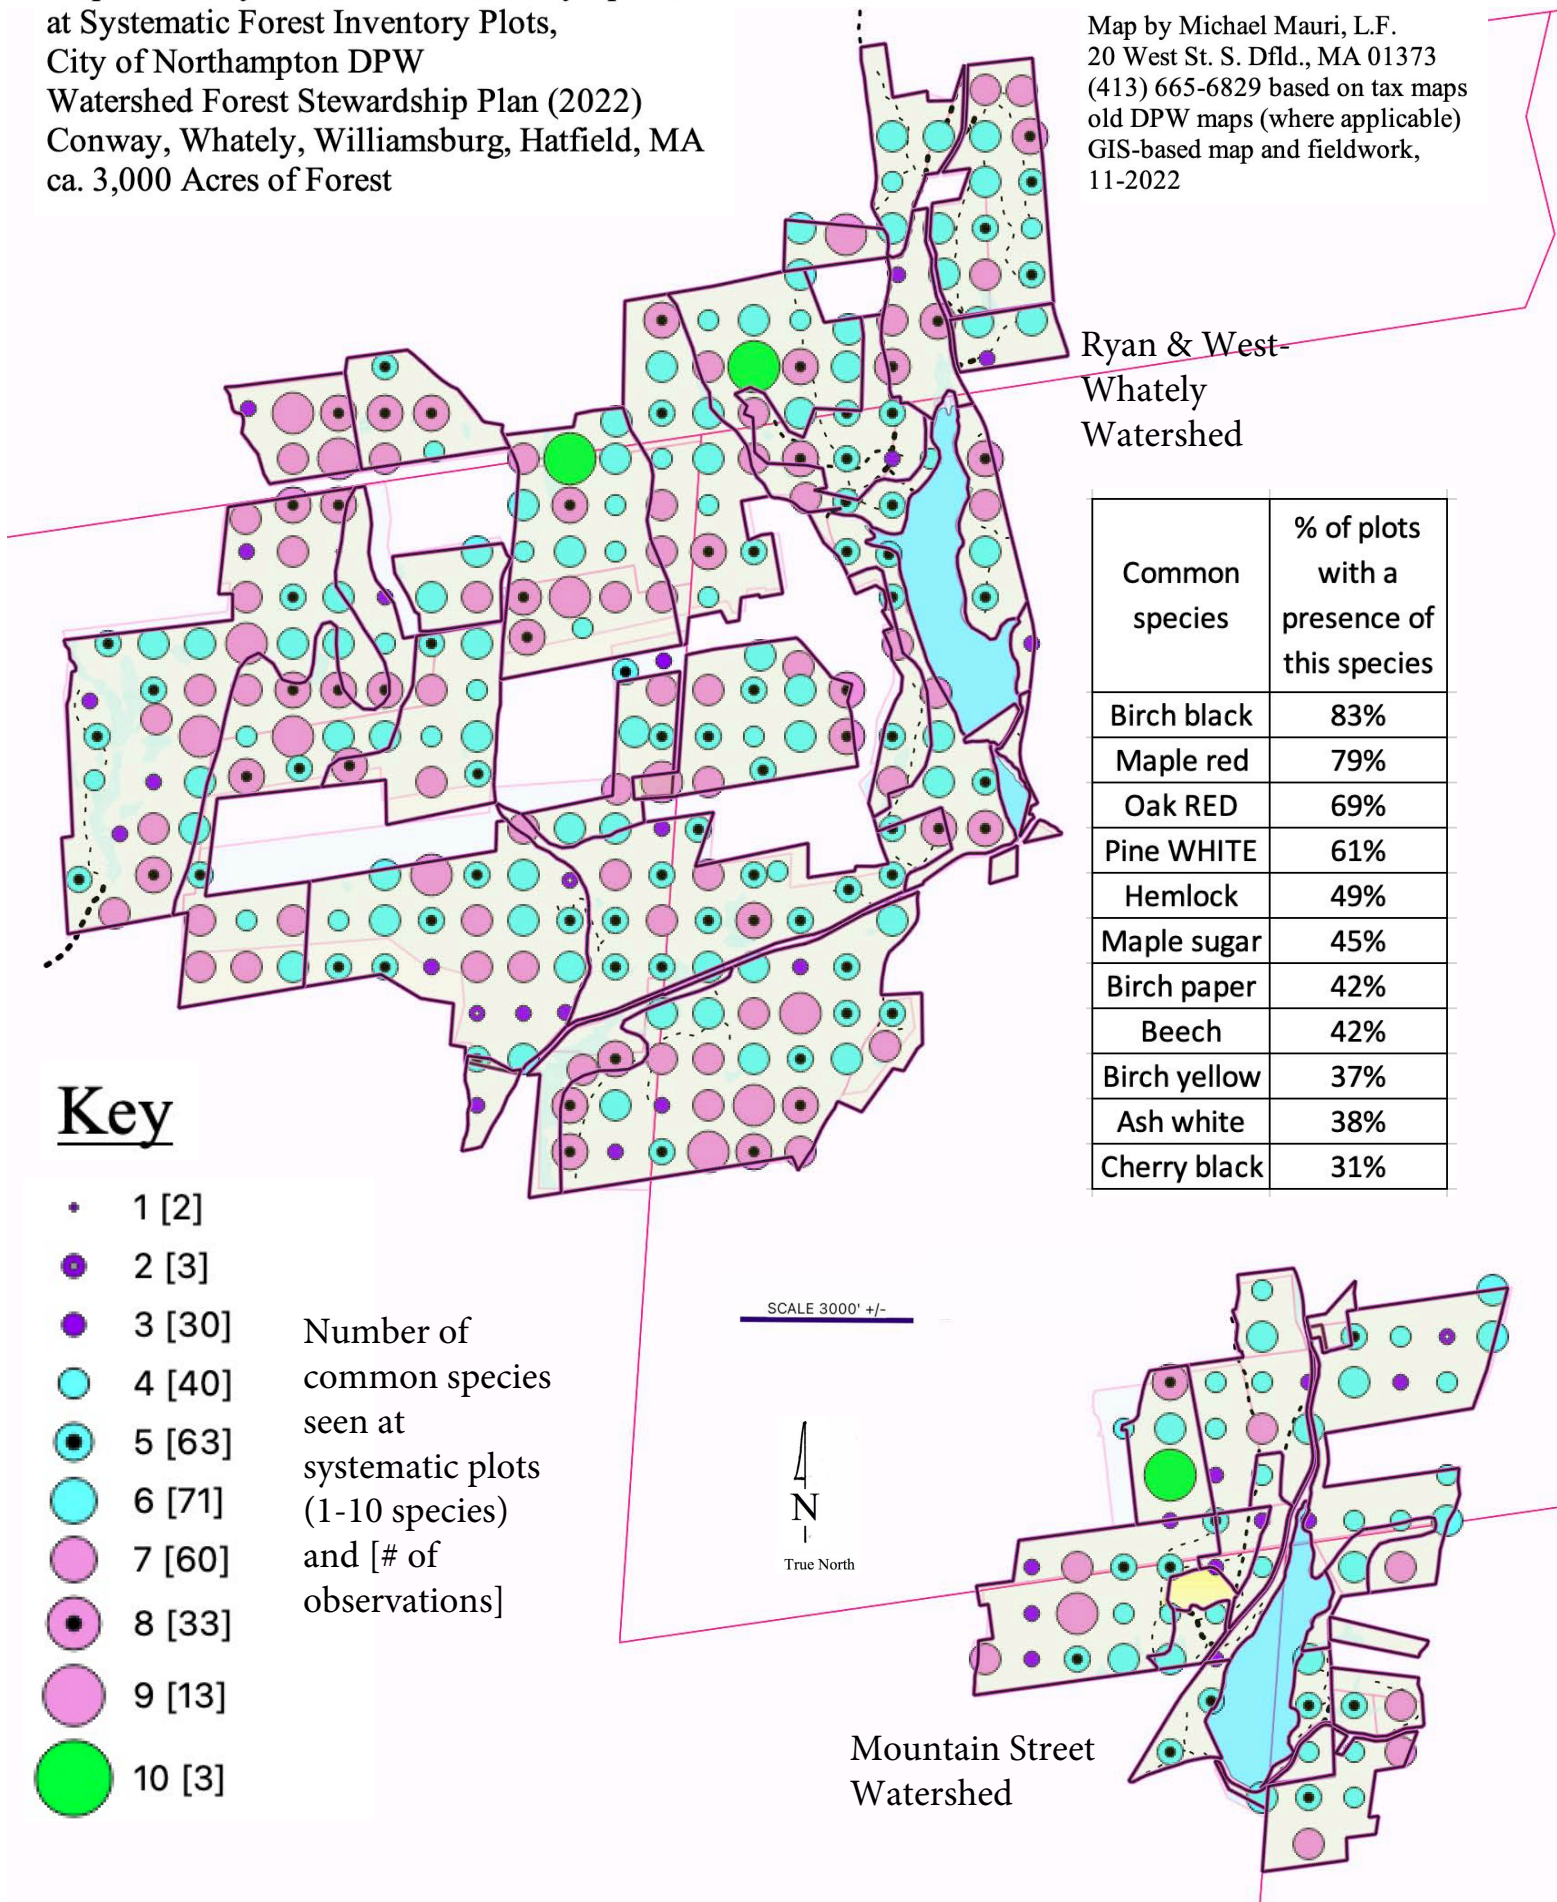 at Systematic Forest Inventory Plots,
City of Northampton DPW
Watershed Forest Stewardship Plan (2022)
Conway, Whately, Williamsburg, Hatfield, MA
ca. 3,000 Acres of Forest
Map by Michael Mauri, L.F.
20 West St. S. Dfld., MA 01373
(413) 665-6829 based on tax maps
old DPW maps (where applicable)
GIS-based map and fieldwork,
11-2022
Ryan & West-
Whately
Watershed
Common species % of plots with a presence of this species
Birch black 83%
Maple red 79%
Oak RED 69%
Pine WHITE 61%
Hemlock 49%
Maple sugar 45%
Birch paper 42%
Beech 42%
Birch yellow 37%
Ash white 38%
Cherry black 31%
Key
1 [2]
2 [3]
3 [30]
4 [40]
5 [63]
6 [71]
7 [60]
8 [33]
9 [13]
10 [3]
Number of
common species
seen at
systematic plots
(1-10 species)
and [# of
observations]
SCALE 3000' +/-
N
True North
Mountain Street
Watershed